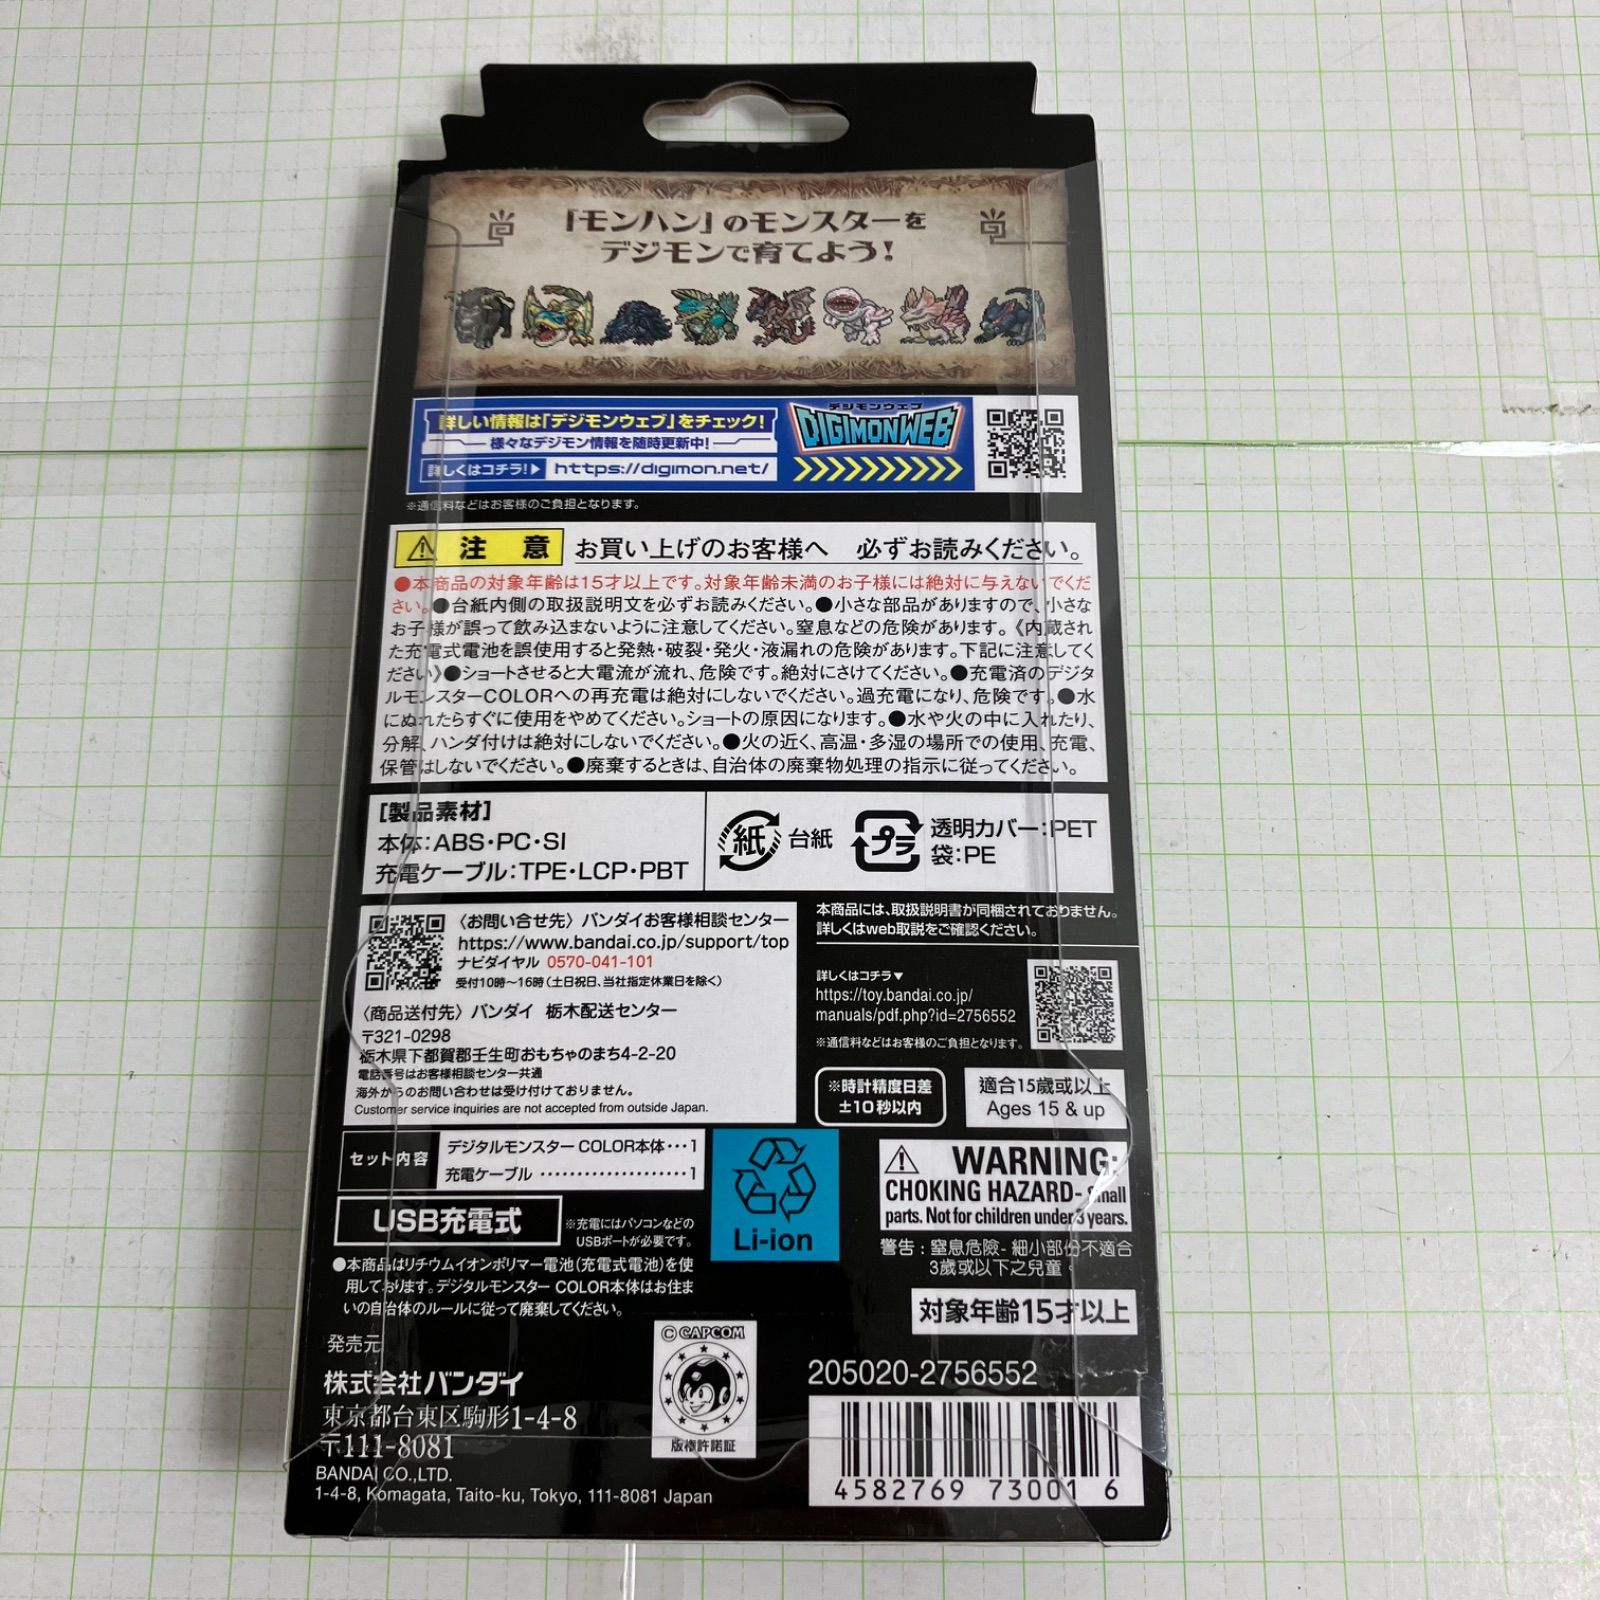 「モンハン」のモンスターを
デジモンで育てよう!
詳しい情報は「デジモンウェブ」をチェック!
様々なデジモン情報を随時更新中!
詳しくはコチラ!▶ https://digimon.net/
デジモンウェブ
DIGIMON WEB
※通信料などはお客様のご負担となります。
⚠ 注 意 お買い上げのお客様へ 必ずお読みください。
●本商品の対象年齢は15才以上です。対象年齢未満のお子様には絶対に与えないでくだ
さい。●台紙内側の取扱説明文を必ずお読みください。●小さな部品がありますので、小さな
お子様が誤って飲み込まないように注意してください。窒息などの危険があります。《内蔵され
た充電式電池を誤使用すると発熱・破裂・発火・液漏れの危険があります。下記に注意してく
ださい》●ショートさせると大電流が流れ、危険です。絶対にさけてください。●充電済のデジタ
ルモンスターCOLORへの再充電は絶対にしないでください。過充電になり、危険です。●水
にぬれたらすぐに使用をやめてください。ショートの原因になります。●水や火の中に入れたり、
分解、ハンダ付けは絶対にしないでください。●火の近く、高温・多湿の場所での使用、充電、
保管はしないでください。●廃棄するときは、自治体の廃棄物処理の指示に従ってください。
[製品素材]
本体:ABS・PC・SI
充電ケーブル:TPE・LCP・PBT
紙 台紙
プラ 透明カバー:PET
袋:PE
〈お問い合せ先〉バンダイお客様相談センター
https://www.bandai.co.jp/support/top
ナビダイヤル 0570-041-101
受付10時~16時(土日祝日、当社指定休業日を除く)
〈商品送付先〉バンダイ 栃木配送センター
〒321-0298
栃木県下都賀郡壬生町おもちゃのまち4-2-20
電話番号はお客様相談センター共通
海外からのお問い合わせは受け付けておりません。
Customer service inquiries are not accepted from outside Japan.
本商品には、取扱説明書が同梱されておりません。
詳しくはweb取説をご確認ください。
詳しくはコチラ▼
https://toy.bandai.co.jp/
manuals/pdf.php?id=2756552
※通信料などはお客様のご負担となります。
※時計精度日差
±10秒以内
適合15歲或以上
Ages 15 & up
セット内容
デジタルモンスター COLOR本体・・・1
充電ケーブル ・・・・・・・・・・・・・・・・・・・・1
USB充電式
※充電にはパソコンなどの
USBポートが必要です。
●本商品はリチウムイオンポリマー電池(充電式電池)を使
用しております。デジタルモンスター COLOR本体はお住ま
いの自治体のルールに従って廃棄してください。
Li-ion
⚠ WARNING:
CHOKING HAZARD- Small
parts. Not for children under 3 years.
警告:窒息危險-細小部份不適合
3歲或以下之兒童。
対象年齢15才以上
発売元
株式会社バンダイ
東京都台東区駒形1-4-8
〒111-8081
BANDAI CO.,LTD.
1-4-8, Komagata, Taito-ku, Tokyo, 111-8081 Japan
©CAPCOM
版権許諾証
205020-2756552
4582769 73001 6